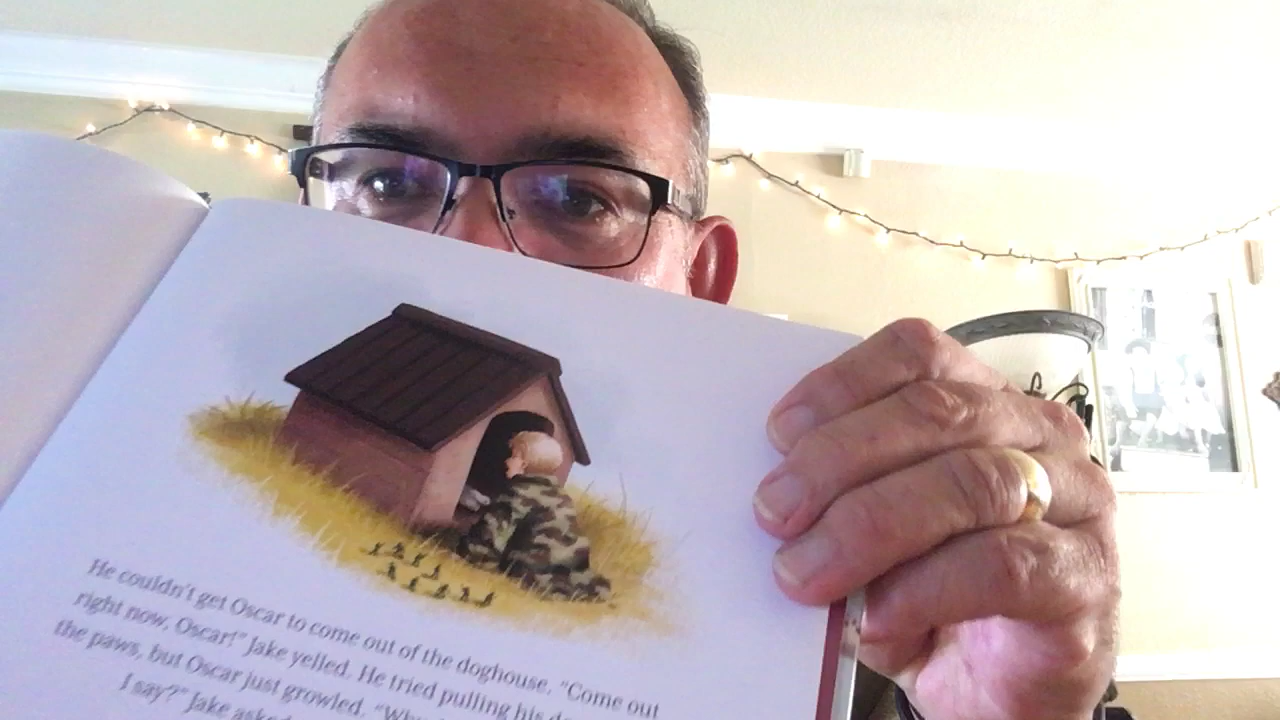 He couldn't get Oscar to come out of the doghouse. "Come out
right now, Oscar!" Jake yelled. He tried pulling his
the paws, but Oscar just growled.
I say?" Jake asked